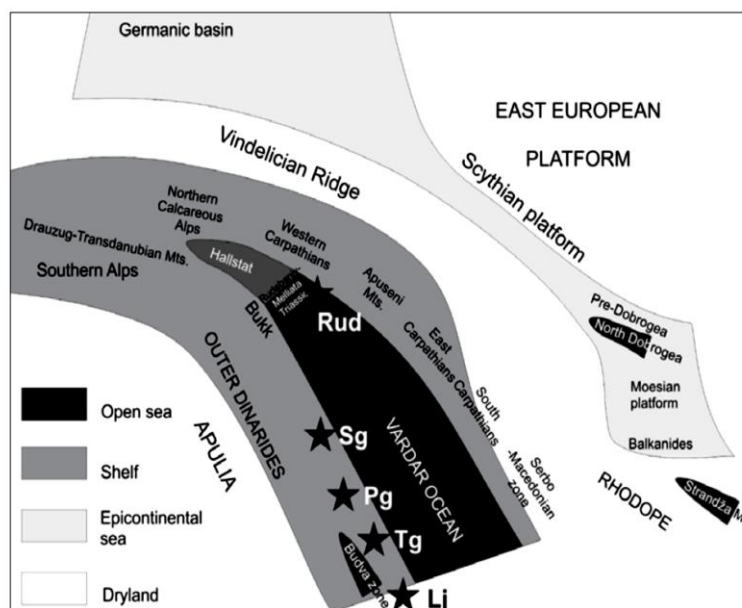 Germanic basin
EAST EUROPEAN
PLATFORM
Vindelician Ridge
Scythian platform
Northern
Calcareous
Alps
Western
Carpathians
Drauzug-Transdanubian Mts.
Southern Alps
Hallstat
Meliata
Triassic
Apuseni
Mts.
Rud
Bukk
East Carpathians
Carpathians
South
Pre-Dobrogea
North Dobrogea
Moesian
platform
Balkanides
OUTER DINARIDES
APULIA
Sg
VARDAR OCEAN
Serbo
-Macedonian
zone
RHODOPE
Strandža M
Pg
Tg
Budva zone
Li
Open sea
Shelf
Epicontinental
sea
Dryland